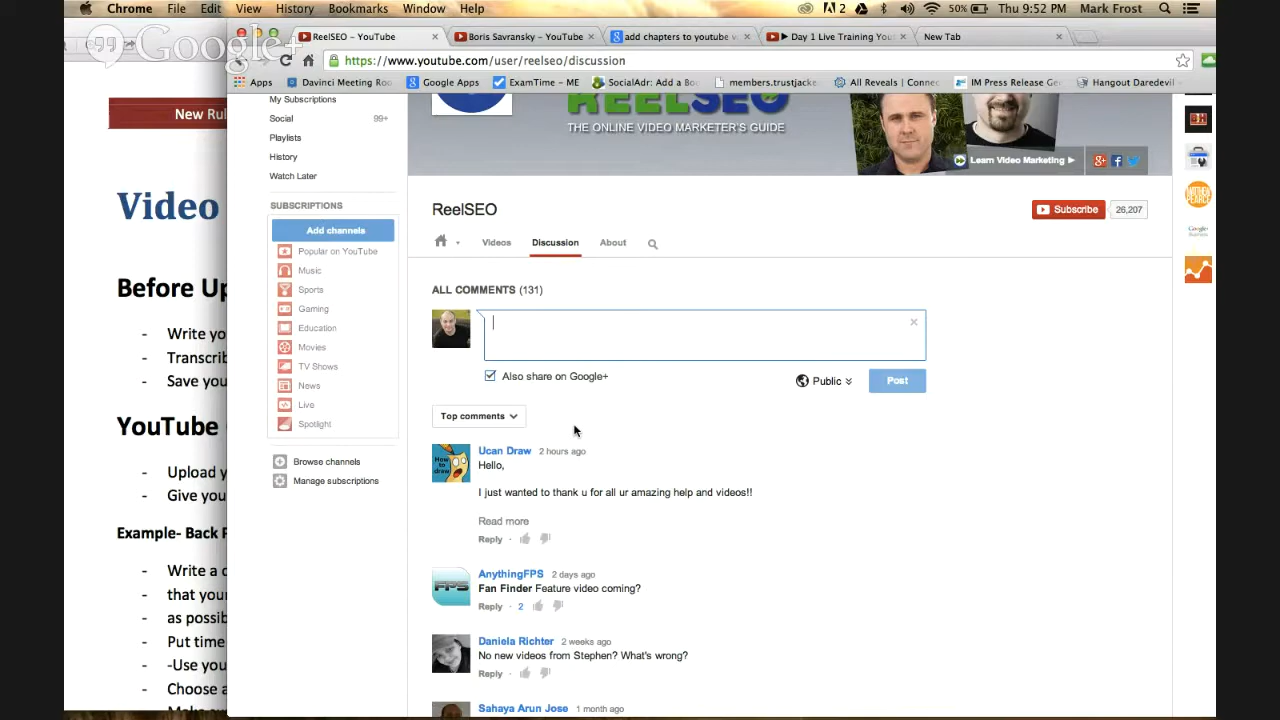 Chrome File Edit View History Bookmarks Window Help
2 50% Thu 9:52 PM Mark Frost
Google+
ReelSEO – YouTube
Boris Savransky – YouTube
add chapters to youtube v
Day 1 Live Training You
New Tab
https://www.youtube.com/user/reelseo/discussion
Apps Davinci Meeting Roo Google Apps ExamTime - ME SocialAdr: Add a Bo members.trustjacke All Reveals | Connec IM Press Release Ge Hangout Daredevil
New Rul
Video
Before Up
- Write yo
- Transcrib
- Save you
YouTube
- Upload y
- Give you
Example- Back R
- Write a c
- that your
- as possib
- Put time
- -Use you
- Choose a
My Subscriptions
Social 99+
Playlists
History
Watch Later
SUBSCRIPTIONS
Add channels
Popular on YouTube
Music
Sports
Gaming
Education
Movies
TV Shows
News
Live
Spotlight
Browse channels
Manage subscriptions
REELSEO
THE ONLINE VIDEO MARKETER'S GUIDE
Learn Video Marketing
ReelSEO
Subscribe 26,207
Videos Discussion About
ALL COMMENTS (131)
Also share on Google+
Public
Post
Top comments
Ucan Draw 2 hours ago
Hello,
I just wanted to thank u for all ur amazing help and videos!!
Read more
Reply
How to draw
AnythingFPS 2 days ago
FPS
Fan Finder Feature video coming?
Reply · 2
Daniela Richter 2 weeks ago
No new videos from Stephen? What's wrong?
Reply
Sahaya Arun Jose 1 month ago